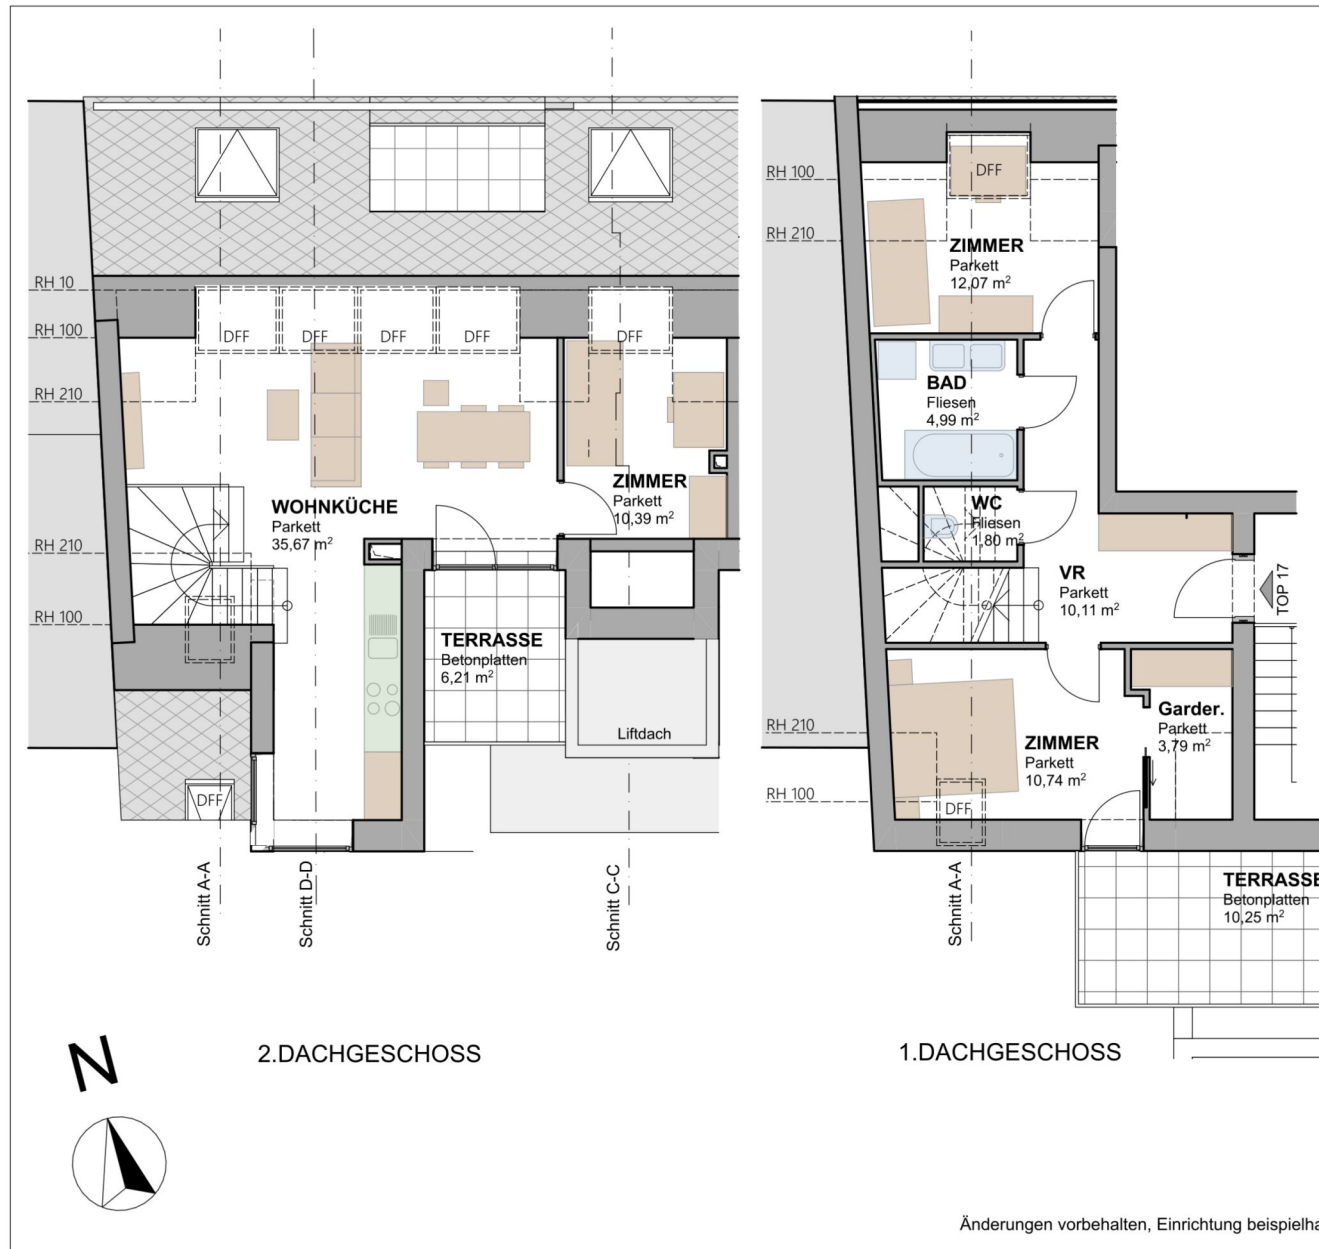 RH 10
RH 100
RH 210
RH 210
RH 100
DFF
DFF
DFF
DFF
DFF
WOHNKÜCHE
Parkett
35,67 m²
ZIMMER
Parkett
10,39 m²
TERRASSE
Betonplatten
6,21 m²
Liftdach
DFF
Schnitt A-A
Schnitt D-D
Schnitt C-C
2.DACHGESCHOSS
RH 100
RH 210
DFF
ZIMMER
Parkett
12,07 m²
BAD
Fliesen
4,99 m²
WC
Fliesen
1,80 m²
VR
Parkett
10,11 m²
TOP 17
RH 210
RH 100
ZIMMER
Parkett
10,74 m²
Garder.
Parkett
3,79 m²
DFF
TERRASSE
Betonplatten
10,25 m²
Schnitt A-A
1.DACHGESCHOSS
N
Änderungen vorbehalten, Einrichtung